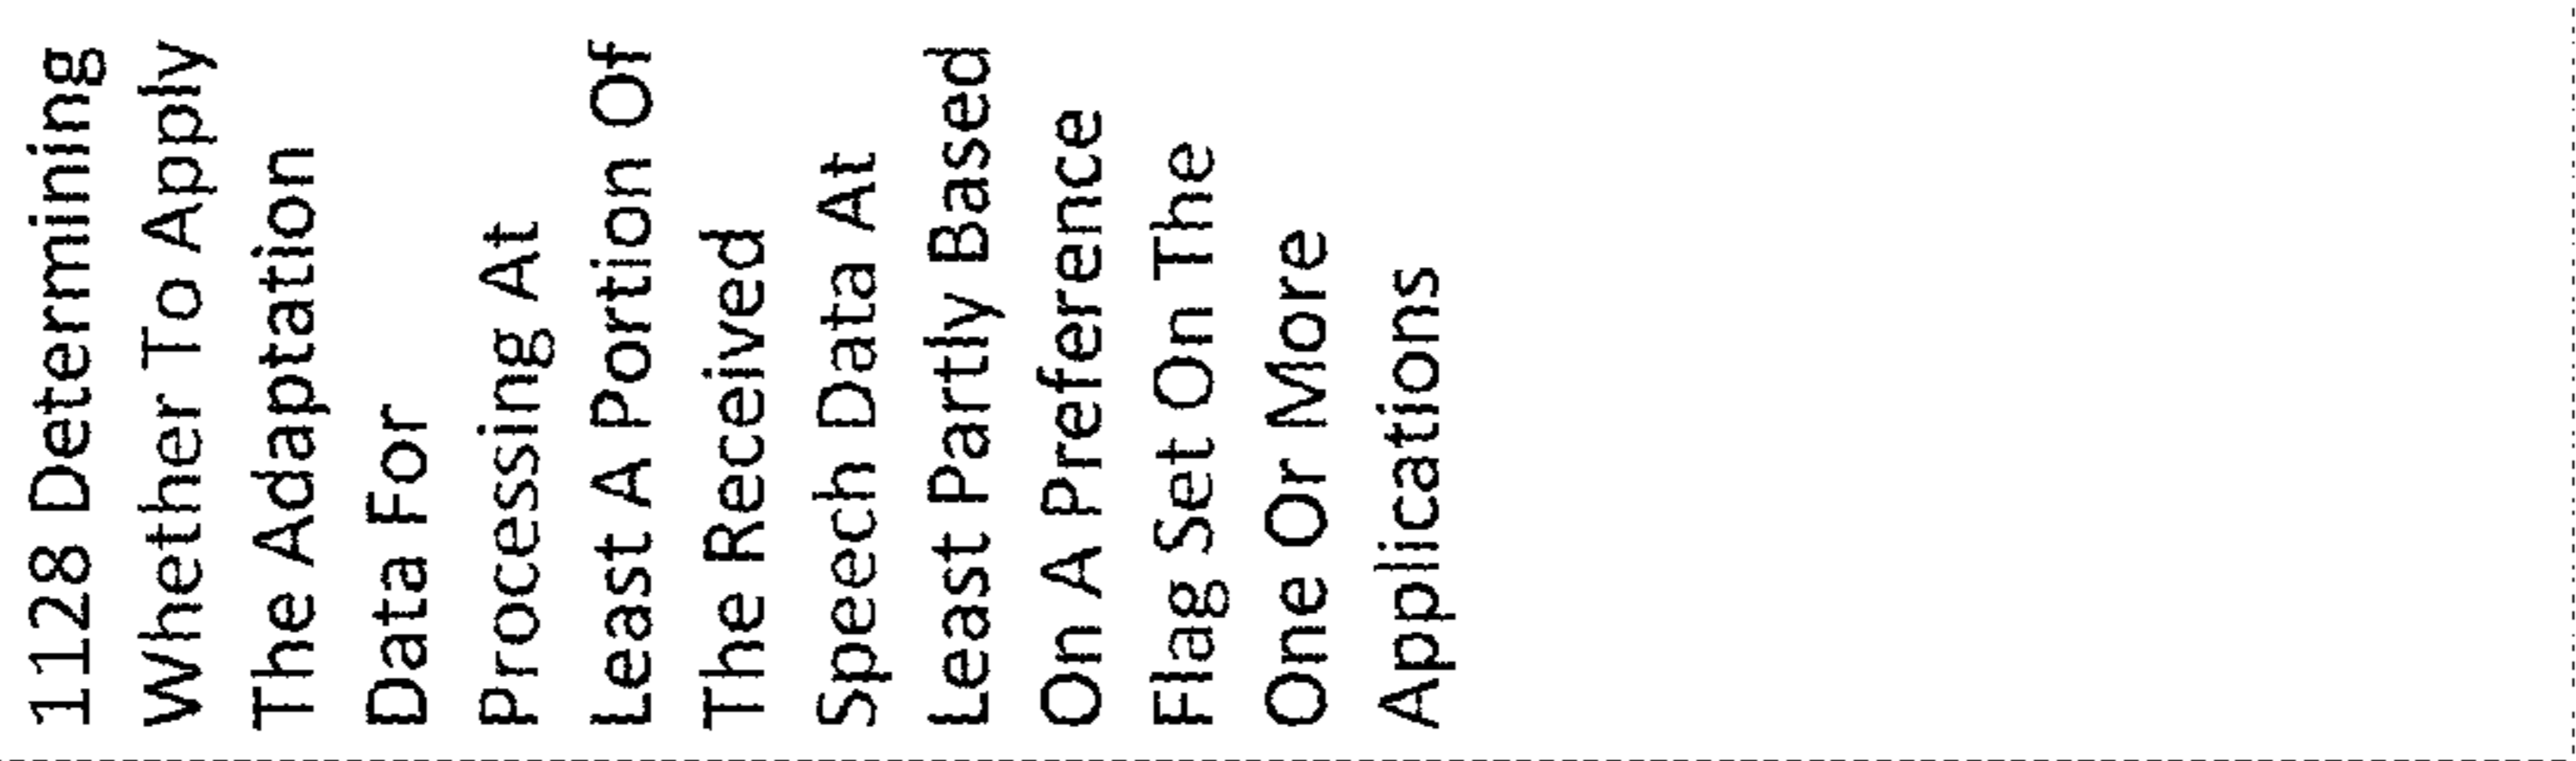 1128 Determining
Whether To Apply
The Adaptation
Data For
Processing At
Least A Portion Of
The Received
Speech Data At
Least Partly Based
On A Preference
Flag Set On The
One Or More
Applications